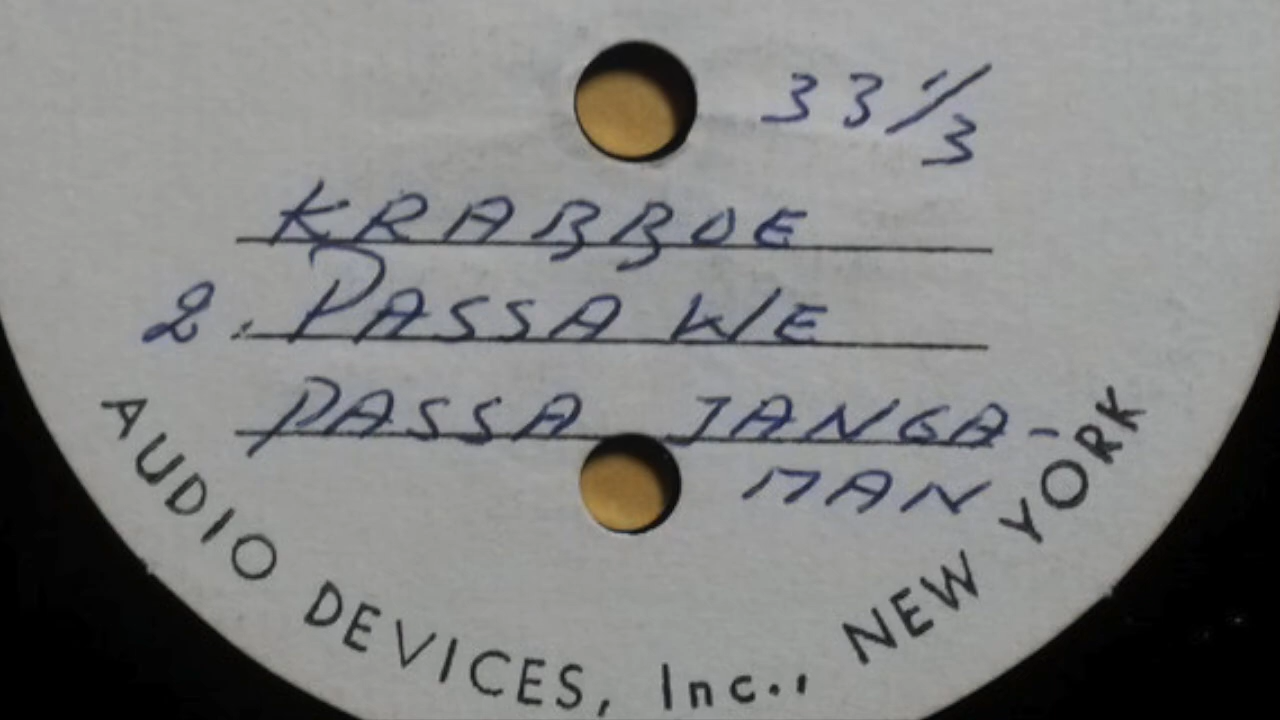 33 1/3
KRABBOE
2. PASSA WE
PASSA JANGA-
MAN
AUDIO DEVICES, Inc., NEW YORK